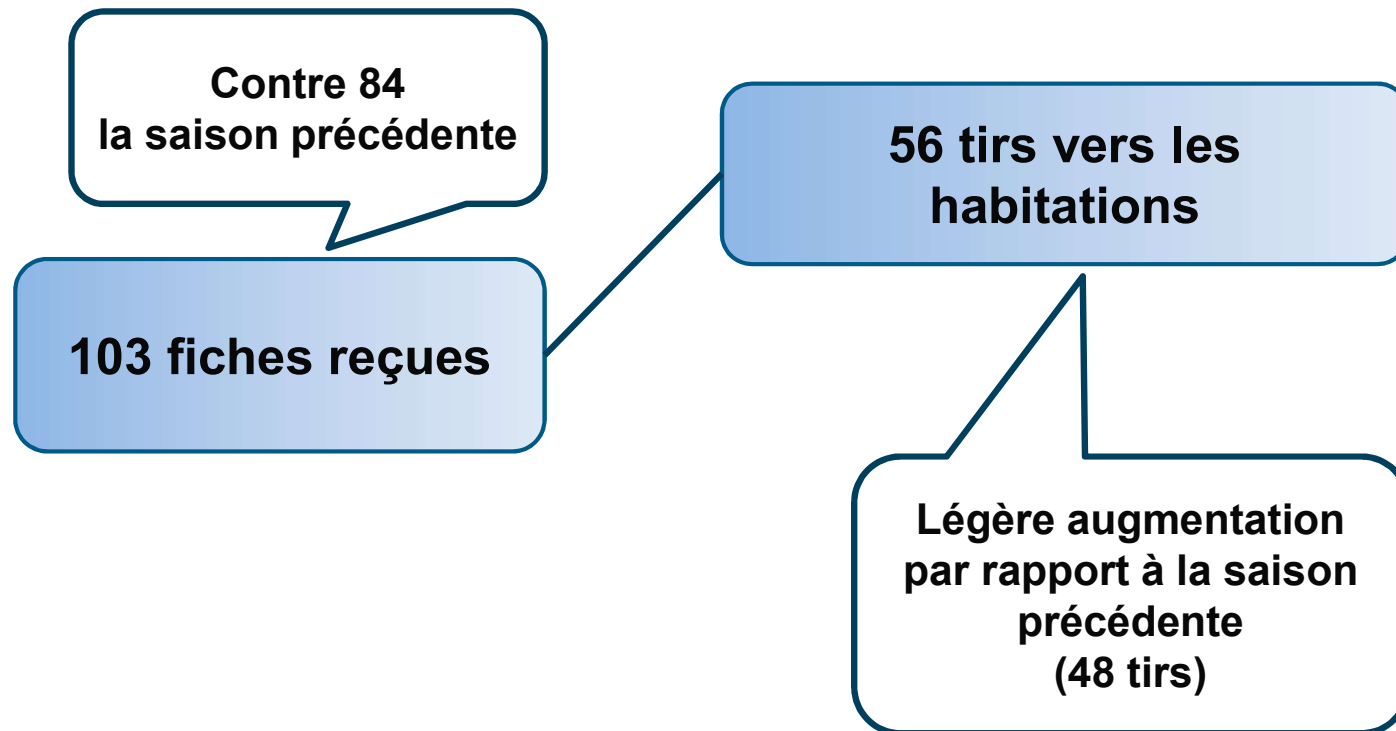 Contre 84
la saison précédente
103 fiches reçues
56 tirs vers les
habitations
Légère augmentation
par rapport à la saison
précédente
(48 tirs)